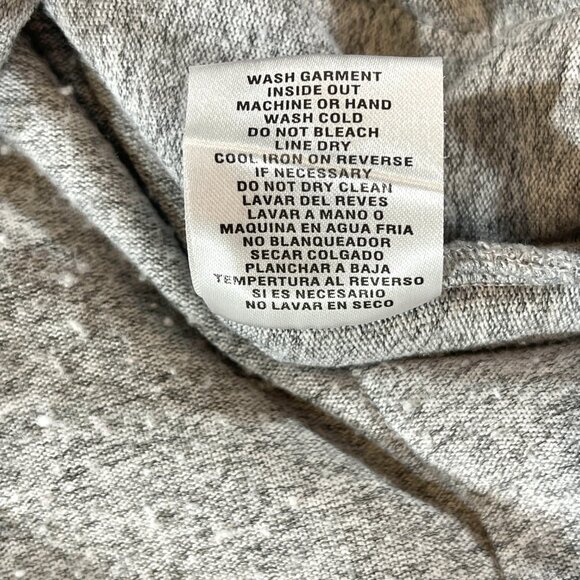 WASH GARMENT
INSIDE OUT
MACHINE OR HAND
WASH COLD
DO NOT BLEACH
LINE DRY
COOL IRON ON REVERSE
IF NECESSARY
DO NOT DRY CLEAN
LAVAR DEL REVES
LAVAR A MANO O
MAQUINA EN AGUA FRIA
NO BLANQUEADOR
SECAR COLGADO
PLANCHAR A BAJA
TEMPERTURA AL REVERSO
SI ES NECESARIO
NO LAVAR EN SECO